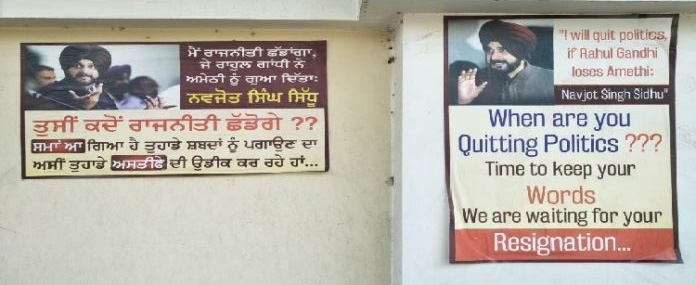 ਮੈਂ ਰਾਜਨੀਤੀ ਛੱਡਾਂਗਾ,
ਜੇ ਰਾਹੁਲ ਗਾਂਧੀ ਨੇ
ਅਮੇਠੀ ਨੂੰ ਗੁਆ ਦਿੱਤਾ:
ਨਵਜੋਤ ਸਿੰਘ ਸਿੱਧੂ
ਤੁਸੀਂ ਕਦੋਂ ਰਾਜਨੀਤੀ ਛੱਡੋਗੇ ??
ਸਮਾਂ ਆ ਗਿਆ ਹੈ ਤੁਹਾਡੇ ਸ਼ਬਦਾਂ ਨੂੰ ਪਗਾਉਣ ਦਾ
ਅਸੀਂ ਤੁਹਾਡੇ ਅਸਤੀਫੇ ਦੀ ਉਡੀਕ ਕਰ ਰਹੇ ਹਾਂ...
"I will quit politics,
if Rahul Gandhi
loses Amethi:
Navjot Singh Sidhu"
When are you
Quitting Politics ???
Time to keep your
Words
We are waiting for your
Resignation...